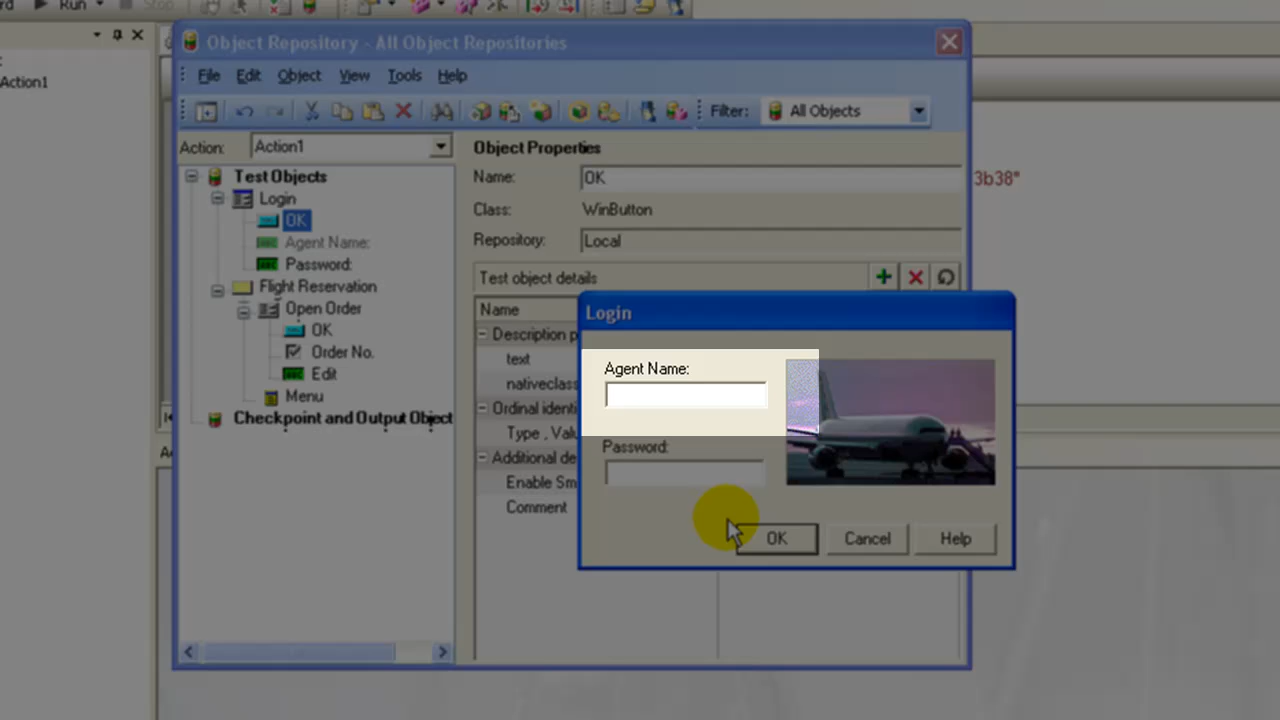 Run
Stop
Action1
Object Repository - All Object Repositories
File Edit Object View Tools Help
Filter: All Objects
Action: Action1
Test Objects
Login
OK
Agent Name:
Password:
Flight Reservation
Open Order
OK
Order No.
Edit
Menu
Checkpoint and Output Object
Object Properties
Name: OK
Class: WinButton
Repository: Local
Test object details
Name
Description p
text
nativeclass
Ordinal identi
Type , Valu
Additional de
Enable Sm
Comment
3b38"
Login
Agent Name:
Password:
OK Cancel Help